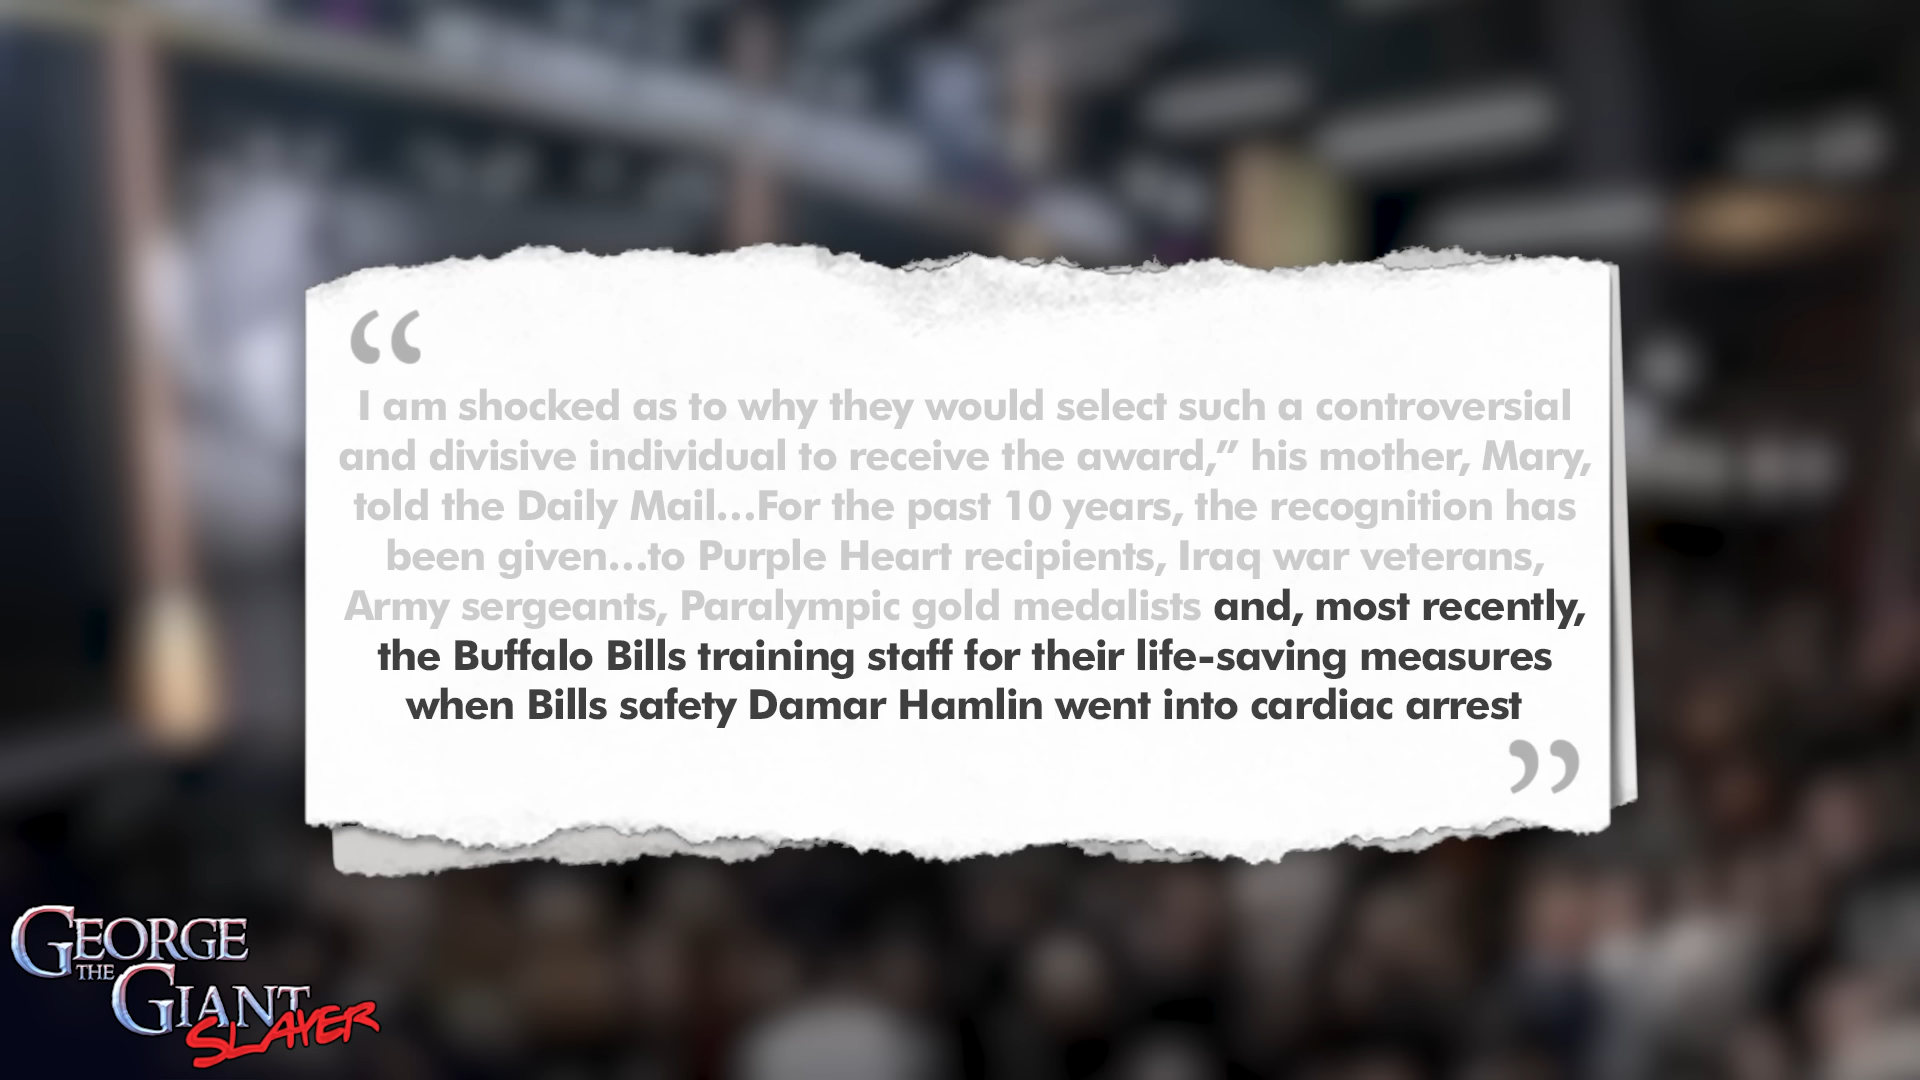 “
I am shocked as to why they would select such a controversial
and divisive individual to receive the award,” his mother, Mary,
told the Daily Mail...For the past 10 years, the recognition has
been given...to Purple Heart recipients, Iraq war veterans,
Army sergeants, Paralympic gold medalists and, most recently,
the Buffalo Bills training staff for their life-saving measures
when Bills safety Damar Hamlin went into cardiac arrest
”
GEORGE
THE
GIANT
SLAYER